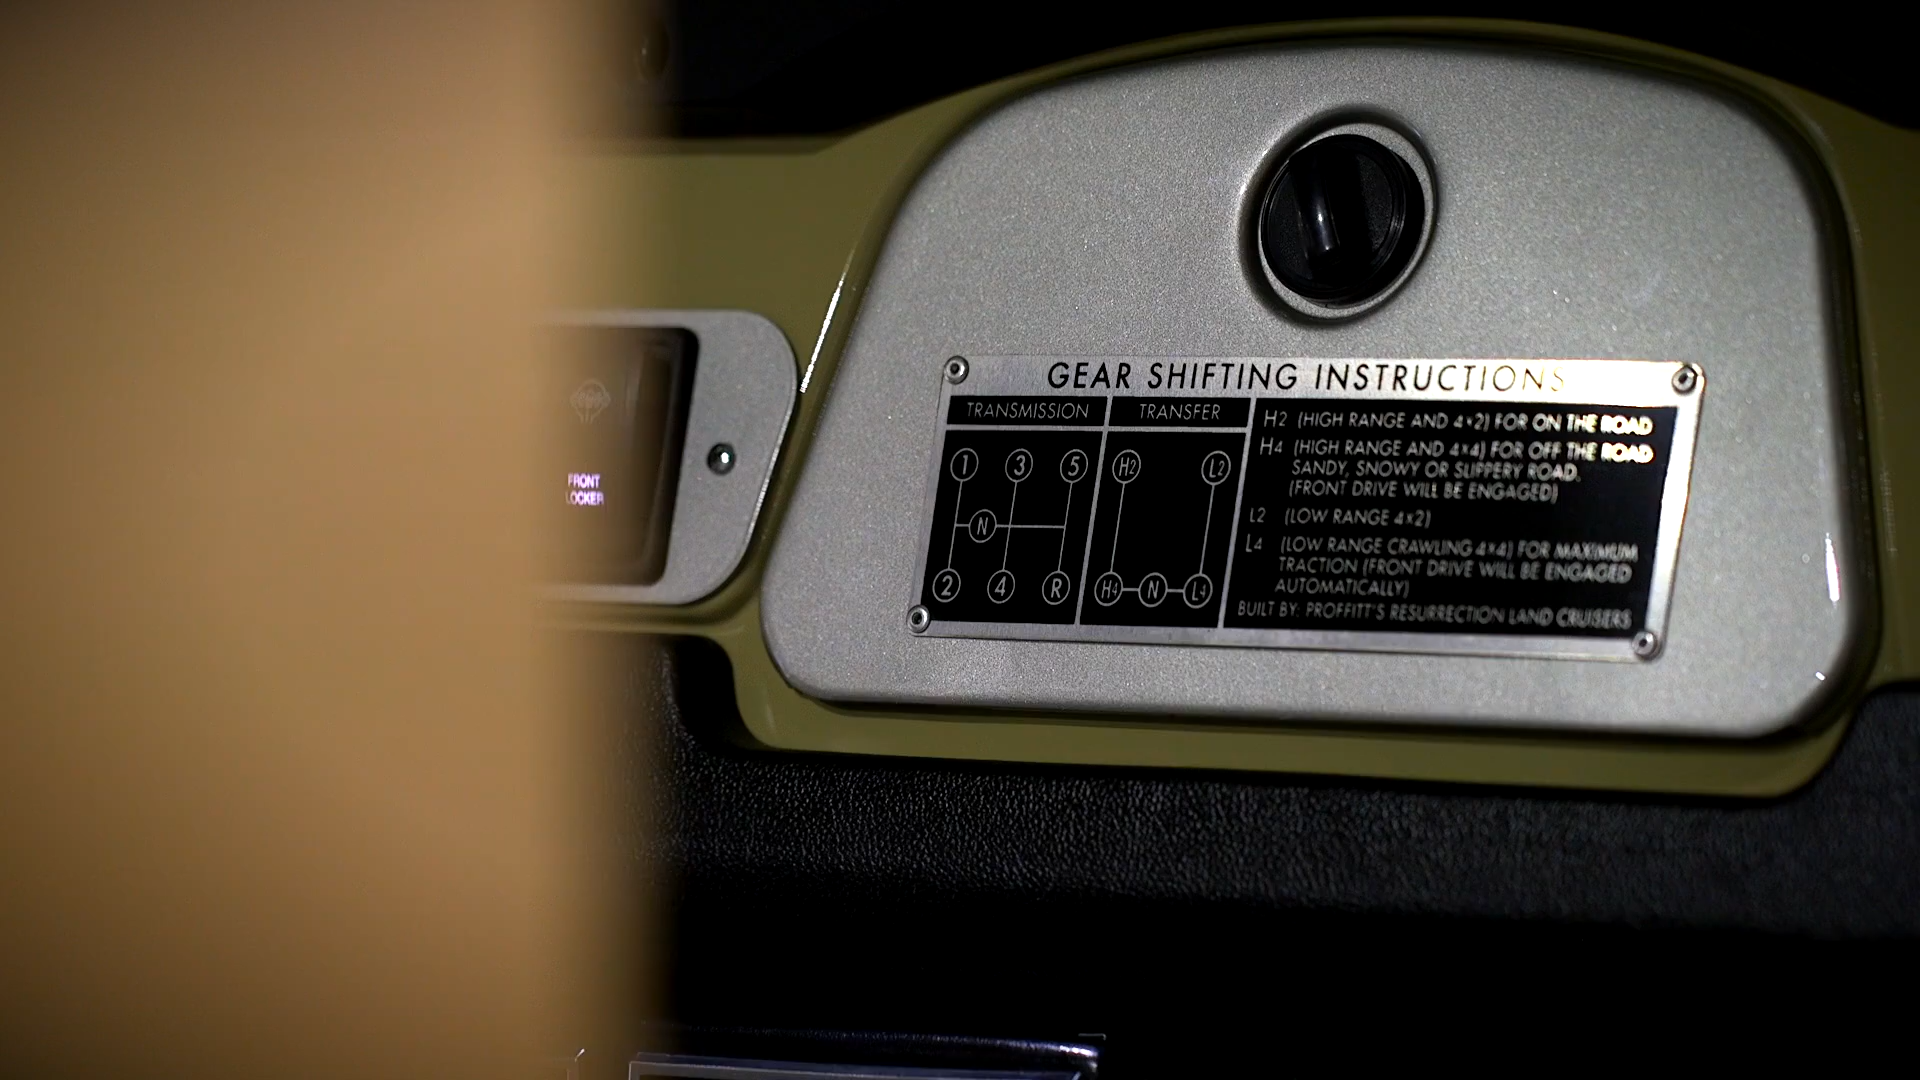 GEAR SHIFTING INSTRUCTIONS
TRANSMISSION
TRANSFER
1 3 5
N
2 4 R
H2 L2
H4 N L4
H2 (HIGH RANGE AND 4×2) FOR ON THE ROAD
H4 (HIGH RANGE AND 4×4) FOR OFF THE ROAD
SANDY, SNOWY OR SLIPPERY ROAD.
(FRONT DRIVE WILL BE ENGAGED)
L2 (LOW RANGE 4×2)
L4 (LOW RANGE CRAWLING 4×4) FOR MAXIMUM
TRACTION (FRONT DRIVE WILL BE ENGAGED
AUTOMATICALLY)
BUILT BY: PROFFITT'S RESURRECTION LAND CRUISERS
FRONT
LOCKER